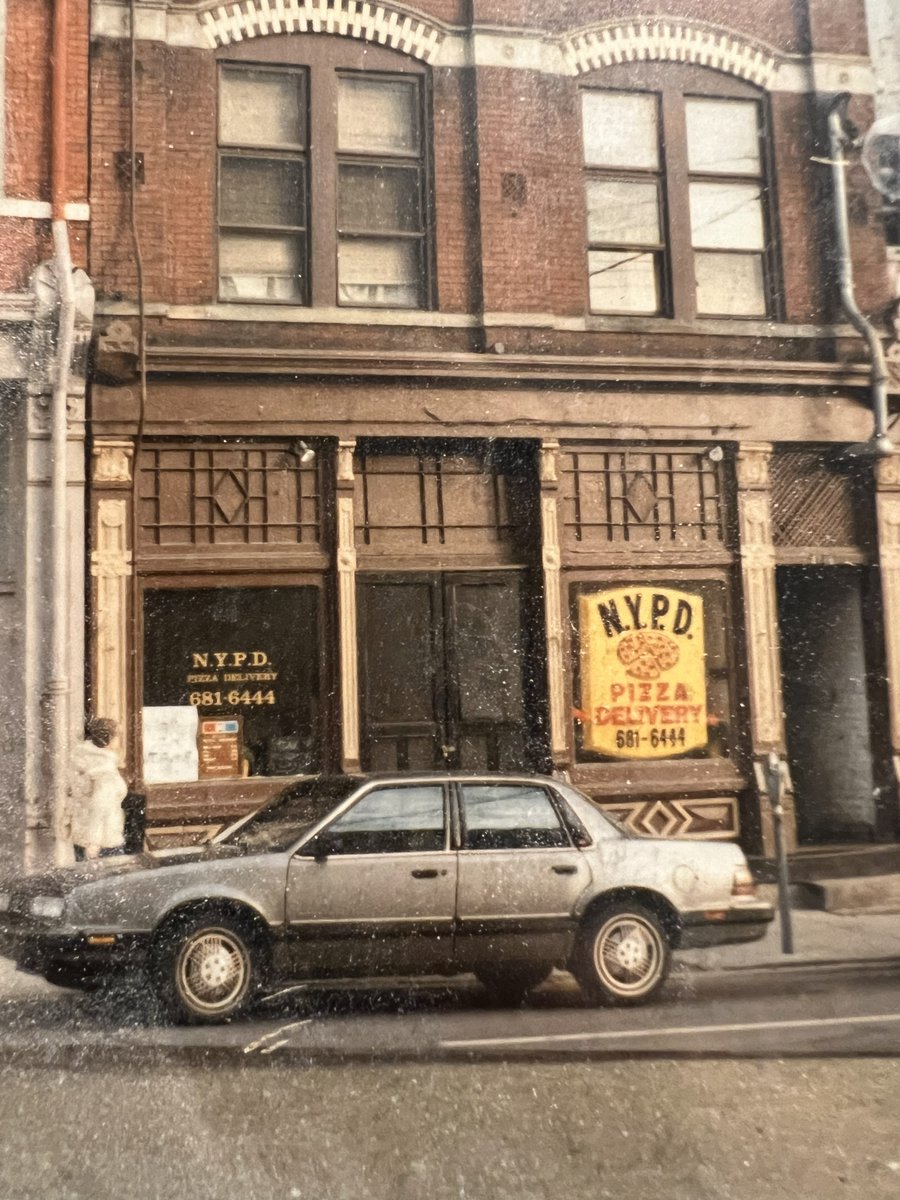 N.Y.P.D.
PIZZA DELIVERY
681-6444
N.Y.P.D.
PIZZA
DELIVERY
681-6444